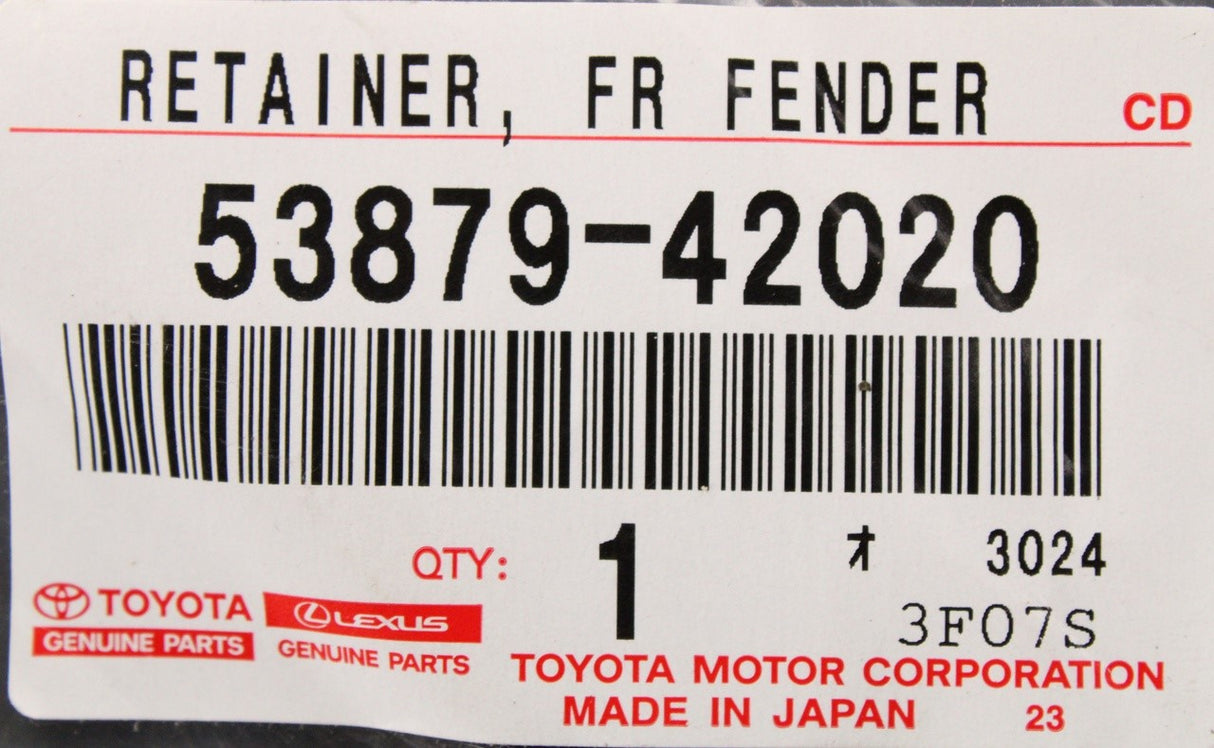 RETAINER, FR FENDER CD
53879-42020
QTY: 1 オ 3024
3F07S
TOYOTA LEXUS
GENUINE PARTS GENUINE PARTS
TOYOTA MOTOR CORPORATION
MADE IN JAPAN 23